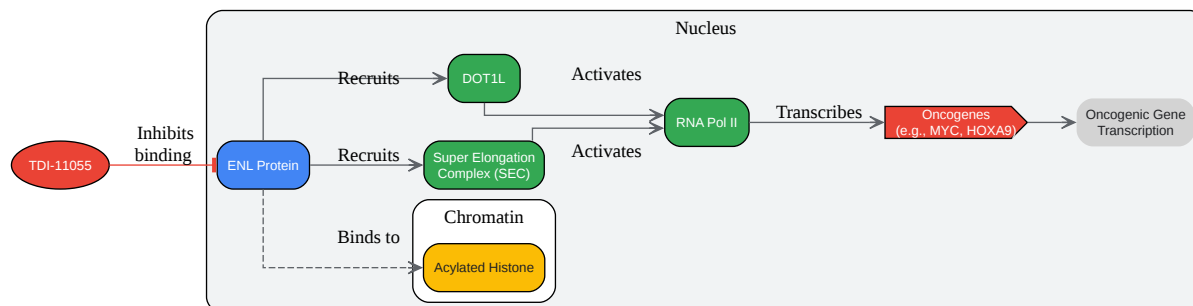 Nucleus
Recruits
DOT1L
Activates
Inhibits
binding
TDI-11055
ENL Protein
Recruits
Super Elongation
Complex (SEC)
Activates
RNA Pol II
Transcribes
Oncogenes
(e.g., MYC, HOXA9)
Oncogenic Gene
Transcription
Binds to
Chromatin
Acylated Histone